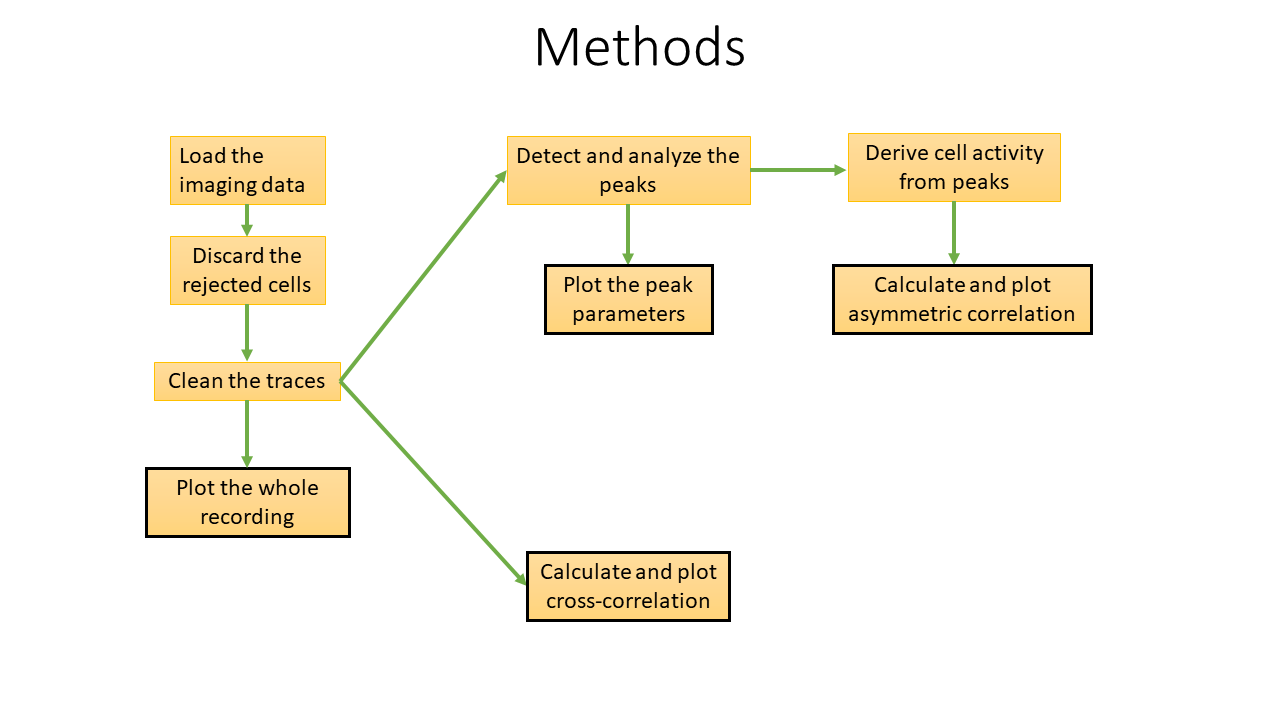 Methods
Load the
imaging data
Discard the
rejected cells
Clean the traces
Plot the whole
recording
Detect and analyze the
peaks
Plot the peak
parameters
Derive cell activity
from peaks
Calculate and plot
asymmetric correlation
Calculate and plot
cross-correlation